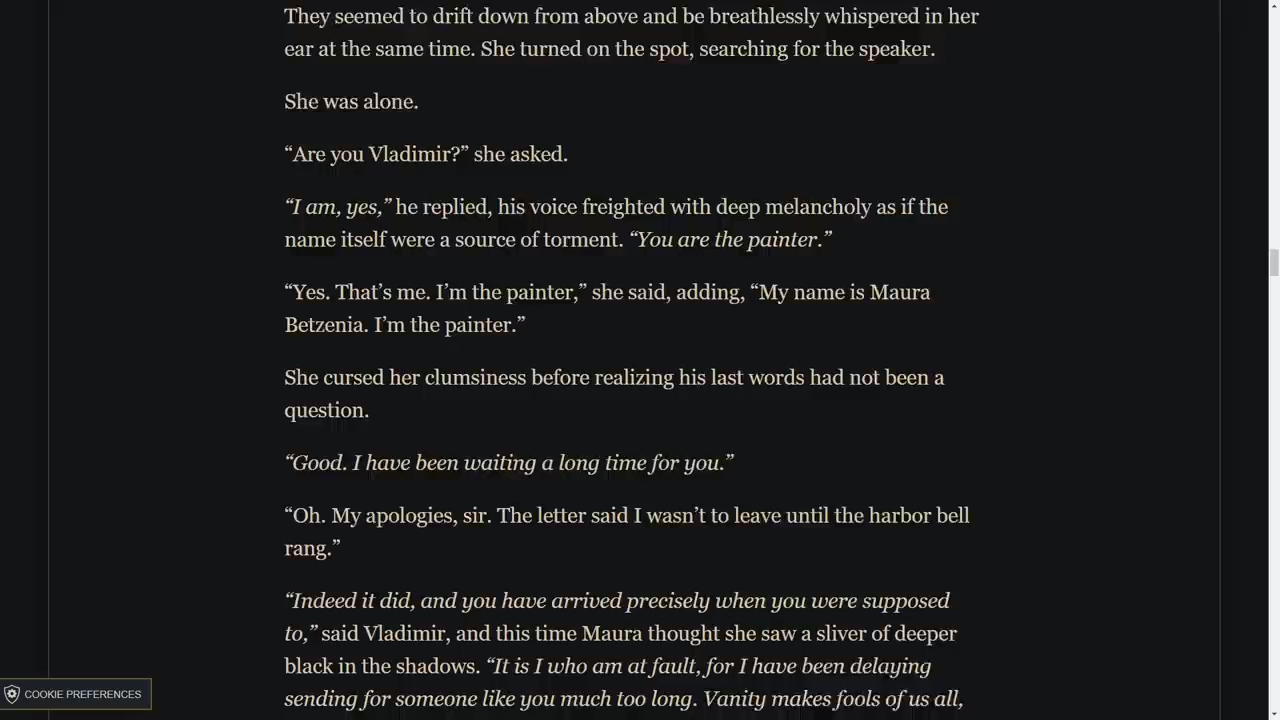 They seemed to drift down from above and be breathlessly whispered in her
ear at the same time. She turned on the spot, searching for the speaker.
She was alone.
“Are you Vladimir?” she asked.
“I am, yes,” he replied, his voice freighted with deep melancholy as if the
name itself were a source of torment. “You are the painter.”
“Yes. That’s me. I’m the painter,” she said, adding, “My name is Maura
Betzenia. I’m the painter.”
She cursed her clumsiness before realizing his last words had not been a
question.
“Good. I have been waiting a long time for you.”
“Oh. My apologies, sir. The letter said I wasn’t to leave until the harbor bell
rang.”
“Indeed it did, and you have arrived precisely when you were supposed
to,” said Vladimir, and this time Maura thought she saw a sliver of deeper
black in the shadows. “It is I who am at fault, for I have been delaying
sending for someone like you much too long. Vanity makes fools of us all,
COOKIE PREFERENCES